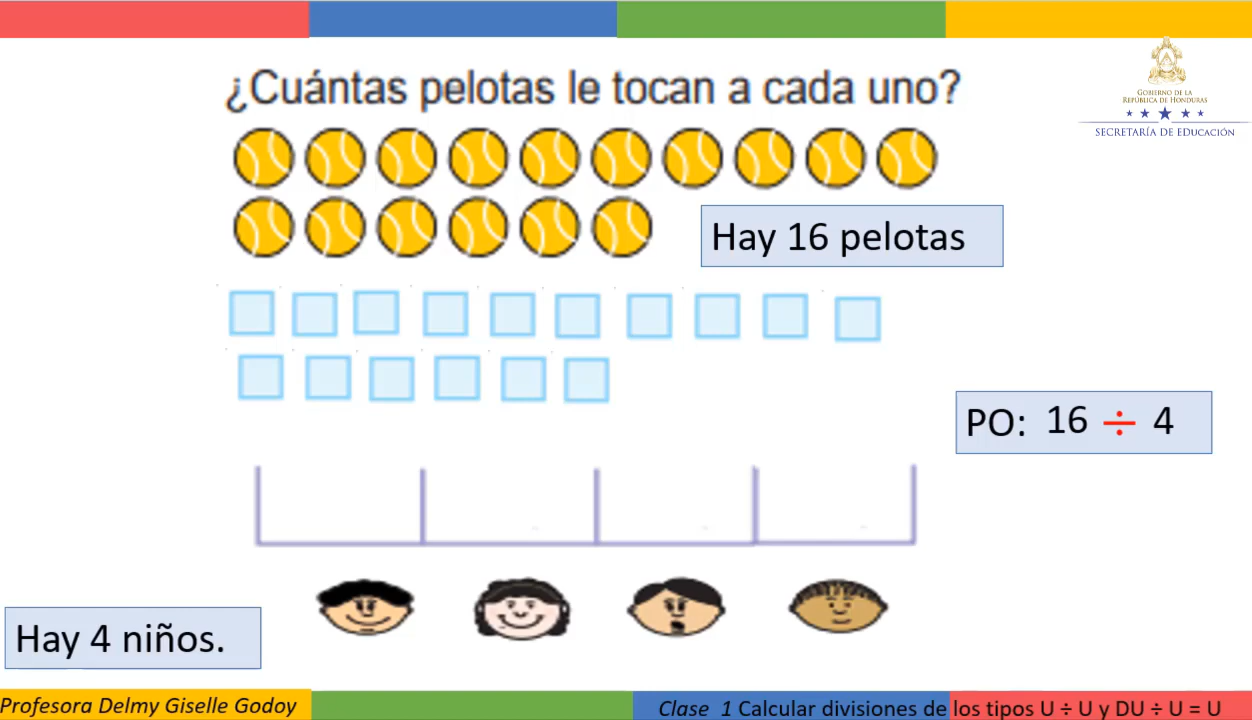 ¿Cuántas pelotas le tocan a cada uno?
GOBIERNO DE LA
REPÚBLICA DE HONDURAS
SECRETARÍA DE EDUCACIÓN
Hay 16 pelotas
PO: 16 ÷ 4
Hay 4 niños.
Profesora Delmy Giselle Godoy
Clase 1 Calcular divisiones de los tipos U ÷ U y DU ÷ U = U